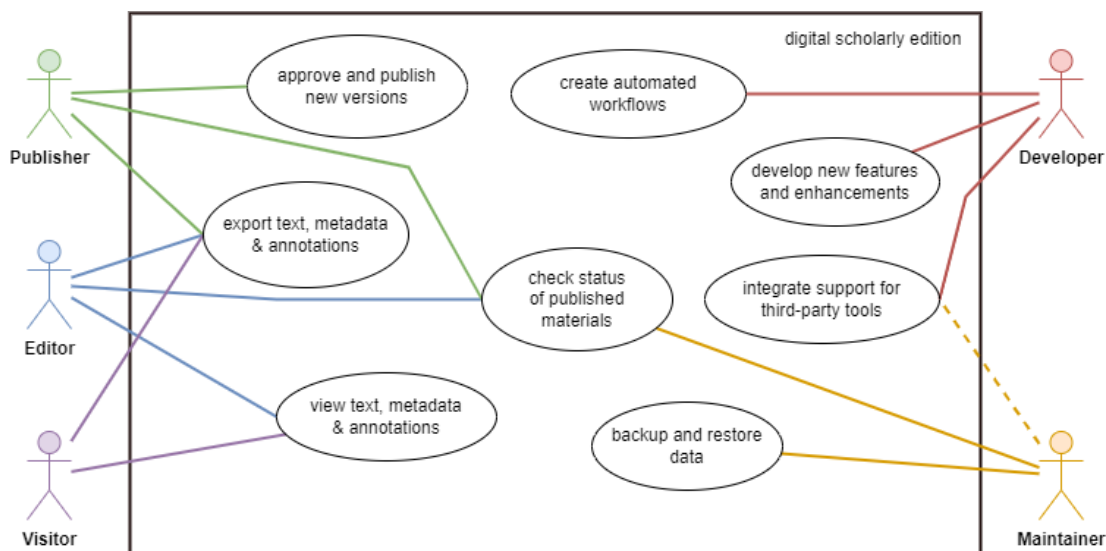 digital scholarly edition
approve and publish
new versions
create automated
workflows
Publisher
Developer
develop new features
and enhancements
export text, metadata
& annotations
check status
of published
materials
integrate support for
third-party tools
Editor
view text, metadata
& annotations
backup and restore
data
Visitor
Maintainer